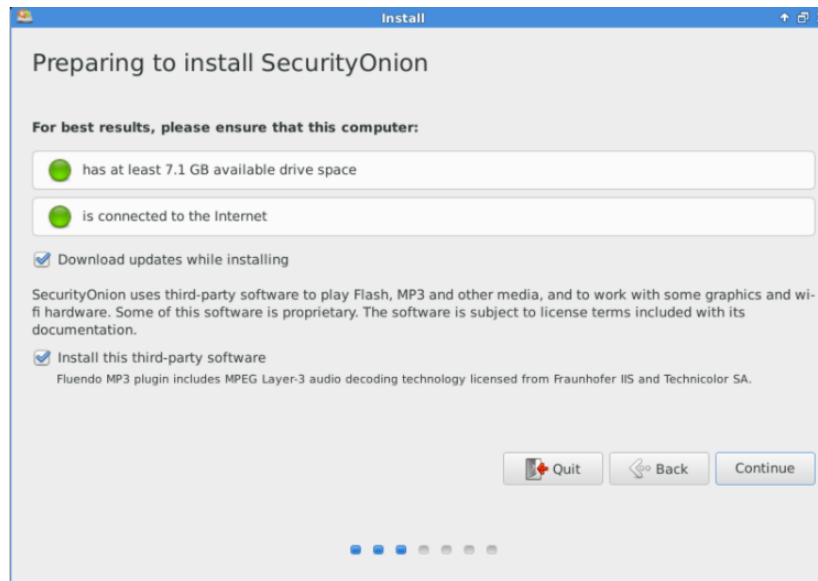 Install
Preparing to install SecurityOnion
For best results, please ensure that this computer:
has at least 7.1 GB available drive space
is connected to the Internet
Download updates while installing
SecurityOnion uses third-party software to play Flash, MP3 and other media, and to work with some graphics and wi-
fi hardware. Some of this software is proprietary. The software is subject to license terms included with its
documentation.
Install this third-party software
Fluendo MP3 plugin includes MPEG Layer-3 audio decoding technology licensed from Fraunhofer IIS and Technicolor SA.
Quit Back Continue